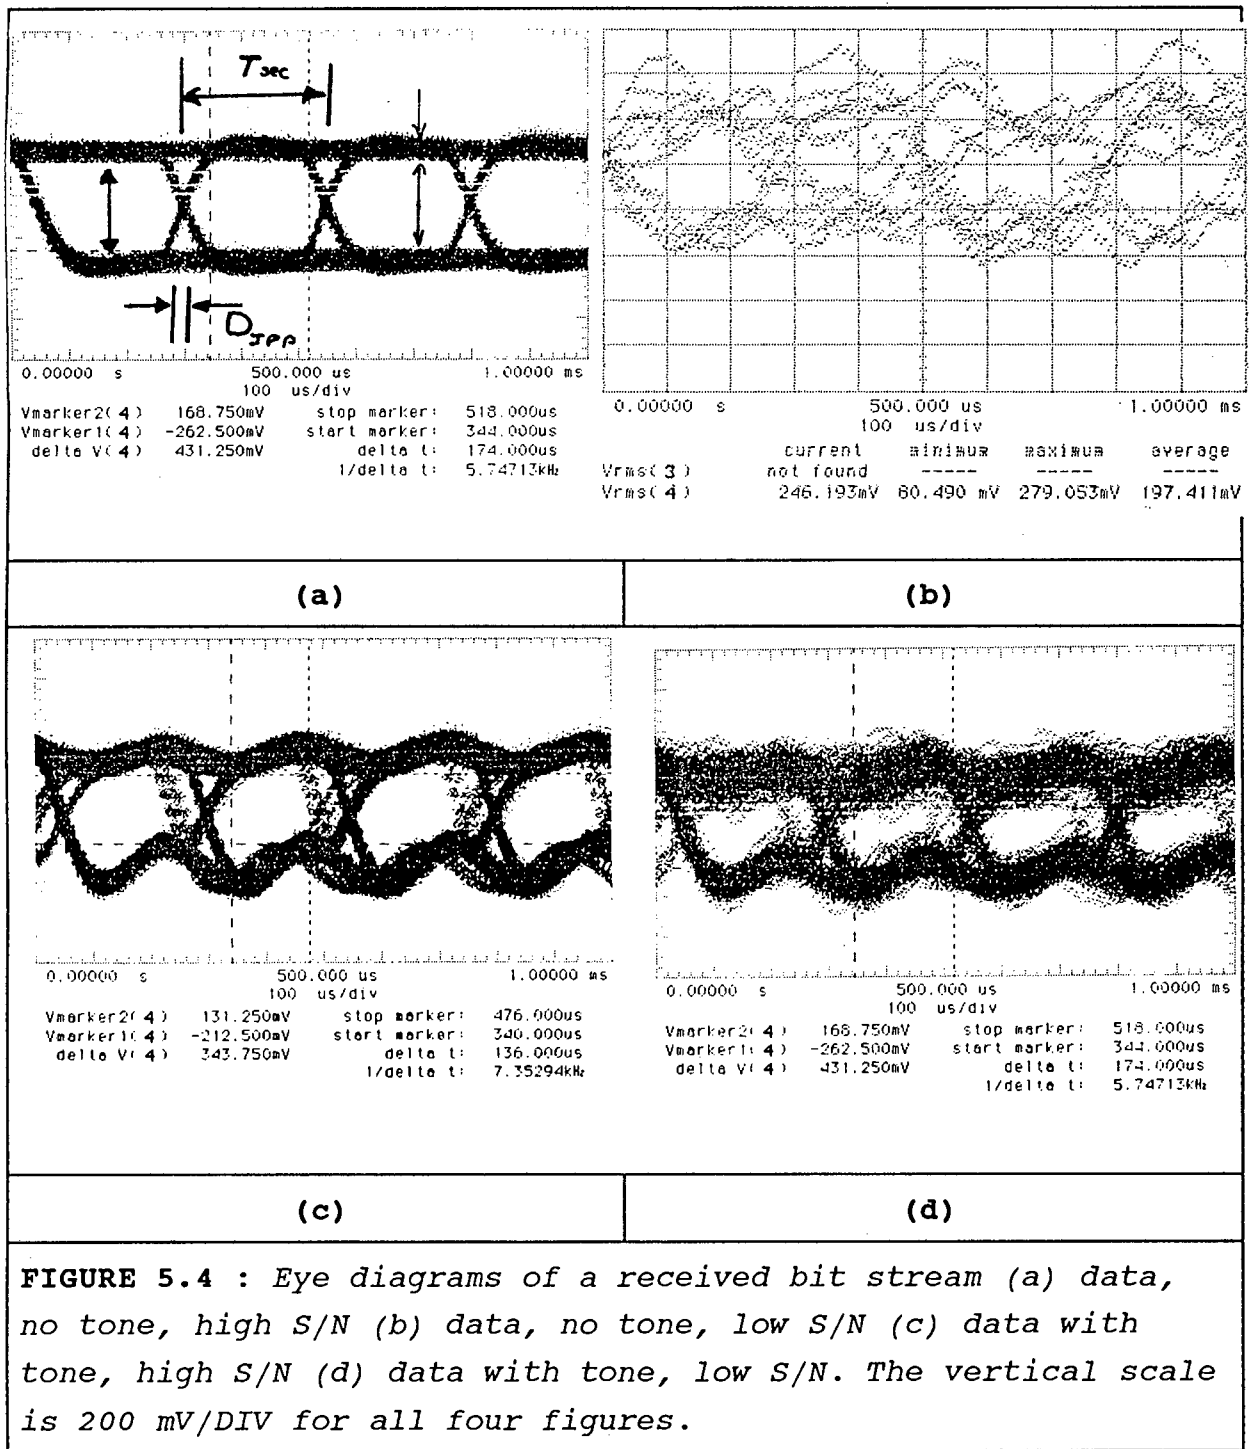 T sec
D JPP
0.00000 s 500.000 us 1.00000 ms
100 us/div
Vmarker2( 4 ) 168.750mV stop marker: 518.000us
Vmarker1( 4 ) -262.500mV start marker: 344.000us
delta V( 4 ) 431.250mV delta t: 174.000us
1/delta t: 5.74713kHz
0.00000 s 500.000 us 1.00000 ms
100 us/div
current minimum maximum average
Vrms( 3 ) not found ----- ----- -----
Vrms( 4 ) 246.193mV 80.490 mV 279.053mV 197.411mV
(a) (b)
0.00000 s 500.000 us 1.00000 ms
100 us/div
Vmarker2( 4 ) 131.250mV stop marker: 476.000us
Vmarker1( 4 ) -212.500mV start marker: 340.000us
delta V( 4 ) 343.750mV delta t: 136.000us
1/delta t: 7.35294kHz
0.00000 s 500.000 us 1.00000 ms
100 us/div
Vmarker2( 4 ) 168.750mV stop marker: 518.000us
Vmarker1( 4 ) -262.500mV start marker: 344.000us
delta V( 4 ) 431.250mV delta t: 174.000us
1/delta t: 5.74713kHz
(c) (d)
FIGURE 5.4 : Eye diagrams of a received bit stream (a) data,
no tone, high S/N (b) data, no tone, low S/N (c) data with
tone, high S/N (d) data with tone, low S/N. The vertical scale
is 200 mV/DIV for all four figures.